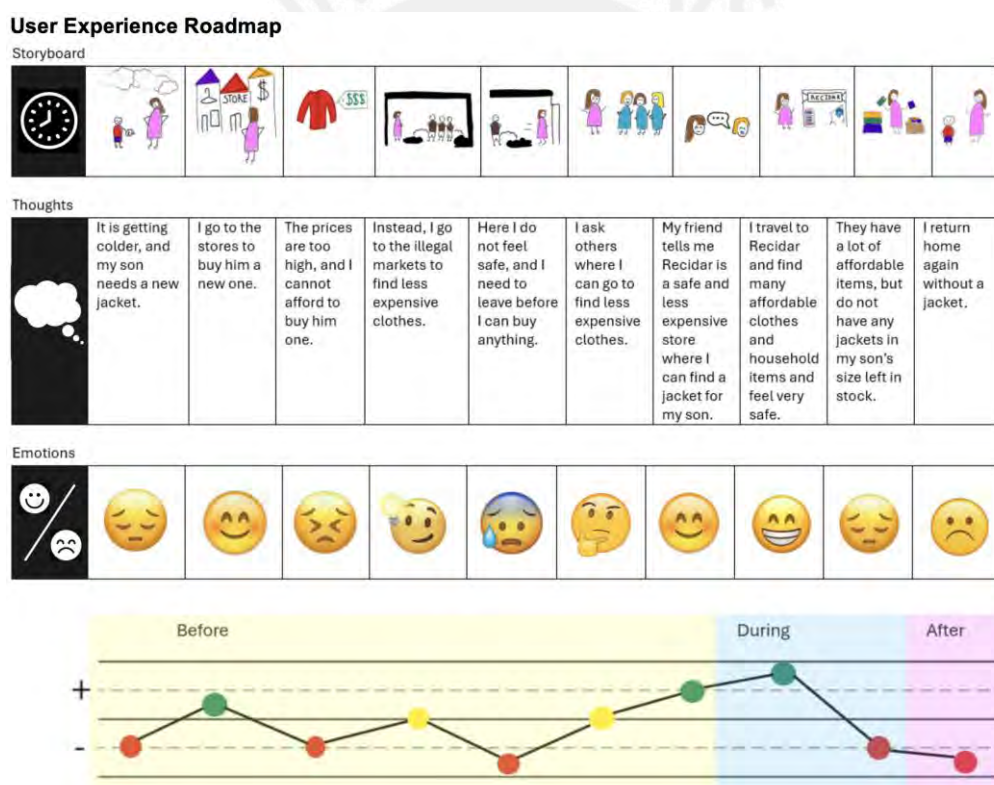 User Experience Roadmap
Storyboard
STORE
$
$$$
RECIDAR
Thoughts
It is getting
colder, and
my son
needs a new
jacket.
I go to the
stores to
buy him a
new one.
The prices
are too
high, and I
cannot
afford to
buy him
one.
Instead, I go
to the illegal
markets to
find less
expensive
clothes.
Here I do
not feel
safe, and I
need to
leave before
I can buy
anything.
I ask
others
where I
can go to
find less
expensive
clothes.
My friend
tells me
Recidar is
a safe and
less
expensive
store
where I
can find a
jacket for
my son.
I travel to
Recidar
and find
many
affordable
clothes
and
household
items and
feel very
safe.
They have
a lot of
affordable
items, but
do not
have any
jackets in
my son's
size left in
stock.
I return
home
again
without a
jacket.
Emotions
Before
During
After
+
-